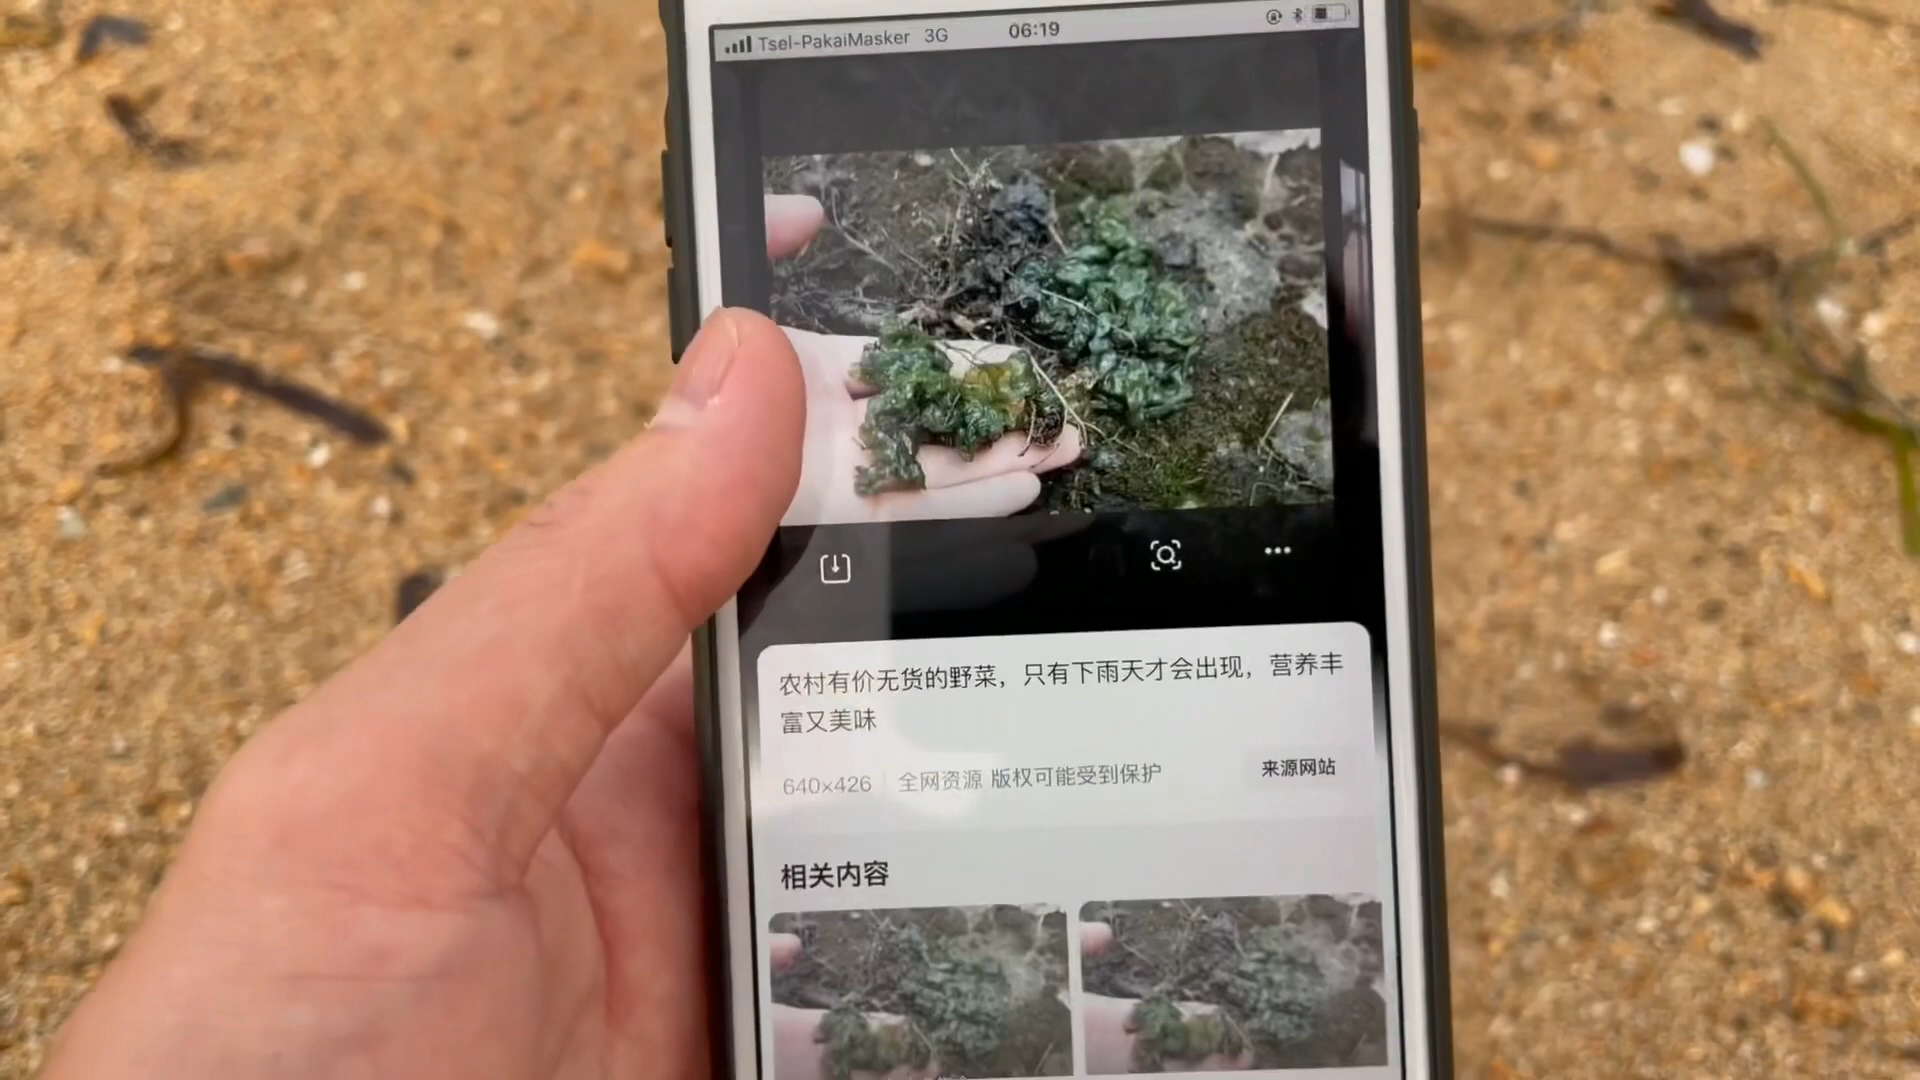 Tsel-PakaiMasker 3G 06:19
农村有价无货的野菜，只有下雨天才会出现，营养丰
富又美味
640×426 全网资源 版权可能受到保护 来源网站
相关内容